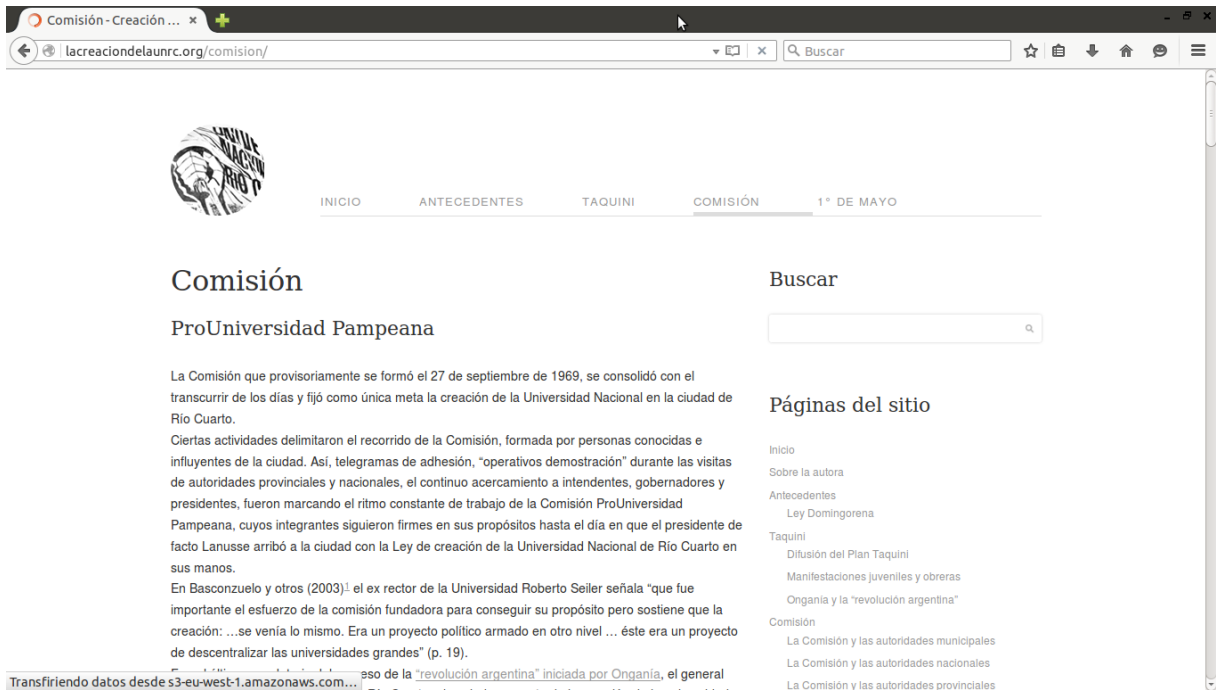 Comisión - Creación ...
lacreaciondelaunrc.org/comision/
Buscar
INICIO
ANTECEDENTES
TAQUINI
COMISIÓN
1° DE MAYO
Comisión
ProUniversidad Pampeana
La Comisión que provisoriamente se formó el 27 de septiembre de 1969, se consolidó con el
transcurrir de los días y fijó como única meta la creación de la Universidad Nacional en la ciudad de
Río Cuarto.
Ciertas actividades delimitaron el recorrido de la Comisión, formada por personas conocidas e
influyentes de la ciudad. Así, telegramas de adhesión, “operativos demostración” durante las visitas
de autoridades provinciales y nacionales, el continuo acercamiento a intendentes, gobernadores y
presidentes, fueron marcando el ritmo constante de trabajo de la Comisión ProUniversidad
Pampeana, cuyos integrantes siguieron firmes en sus propósitos hasta el día en que el presidente de
facto Lanusse arribó a la ciudad con la Ley de creación de la Universidad Nacional de Río Cuarto en
sus manos.
En Basconzuelo y otros (2003)1 el ex rector de la Universidad Roberto Seiler señala “que fue
importante el esfuerzo de la comisión fundadora para conseguir su propósito pero sostiene que la
creación: …se venía lo mismo. Era un proyecto político armado en otro nivel … éste era un proyecto
de descentralizar las universidades grandes” (p. 19).
de la “revolución argentina” iniciada por Onganía, el general
Buscar
Páginas del sitio
Inicio
Sobre la autora
Antecedentes
Ley Domingorena
Taquini
Difusión del Plan Taquini
Manifestaciones juveniles y obreras
Onganía y la “revolución argentina”
Comisión
La Comisión y las autoridades municipales
La Comisión y las autoridades nacionales
La Comisión y las autoridades provinciales
Transfiriendo datos desde s3-eu-west-1.amazonaws.com…